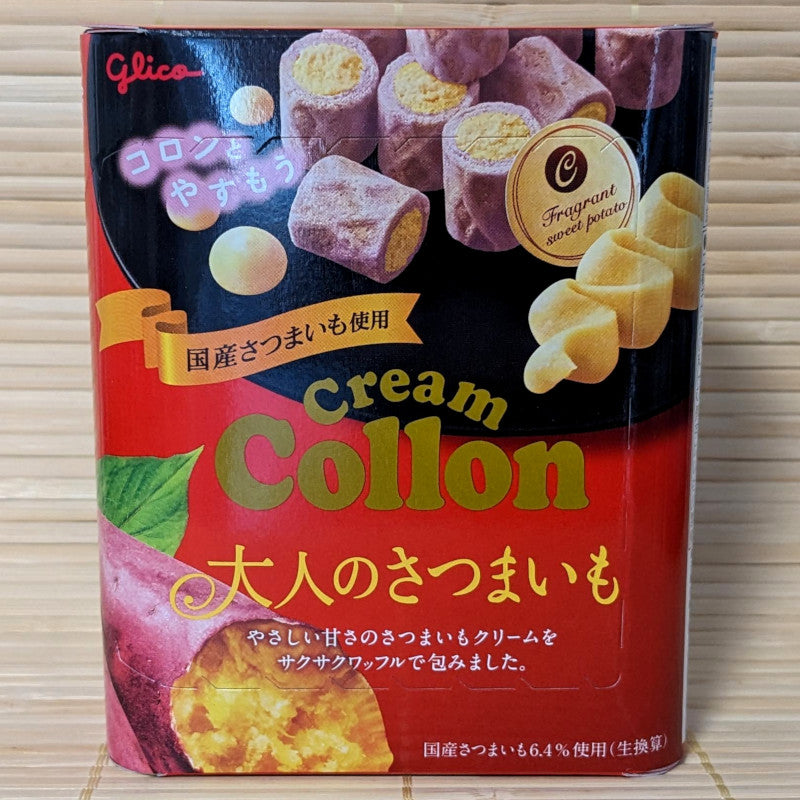 glico
コロンと
やすもう
C
Fragrant
sweet potato
国産さつまいも使用
Cream
Collon
大人のさつまいも
やさしい甘さのさつまいもクリームを
サクサクワッフルで包みました。
国産さつまいも6.4%使用(生換算)